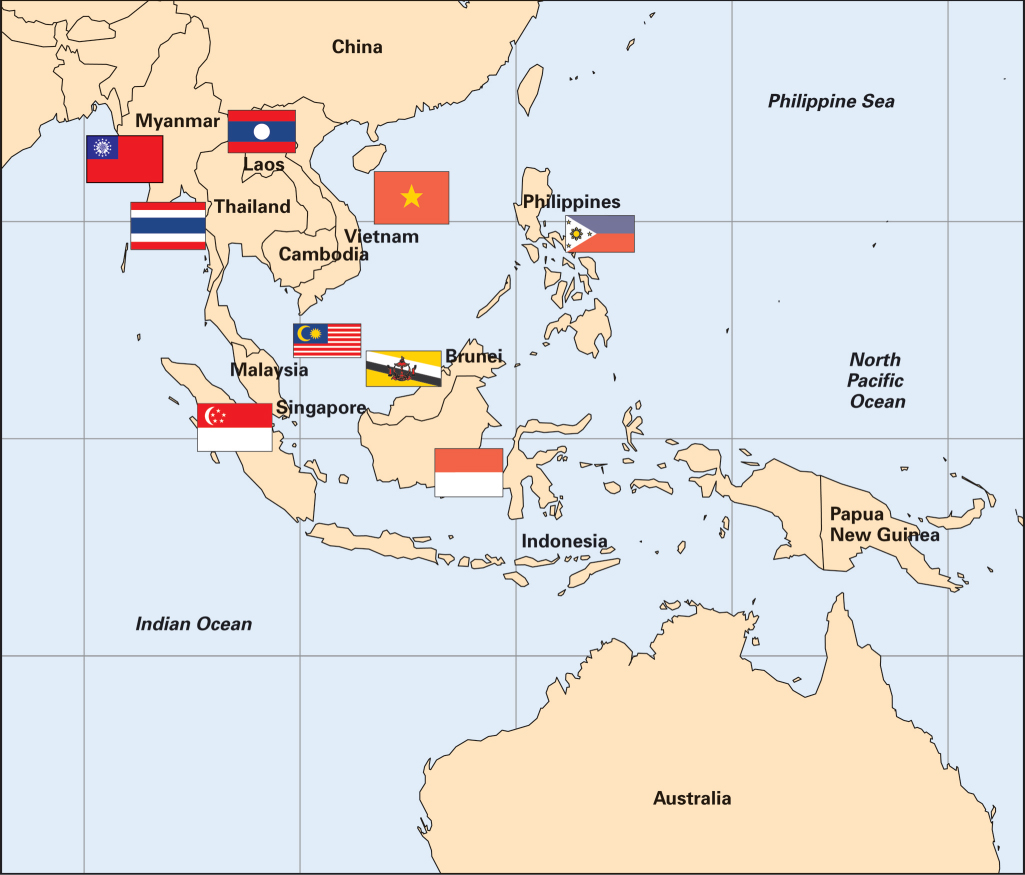 China
Philippine Sea
Myanmar
Laos
Thailand
Philippines
Vietnam
Cambodia
Brunei
Malaysia
North
Pacific
Ocean
Singapore
Papua
New Guinea
Indonesia
Indian Ocean
Australia